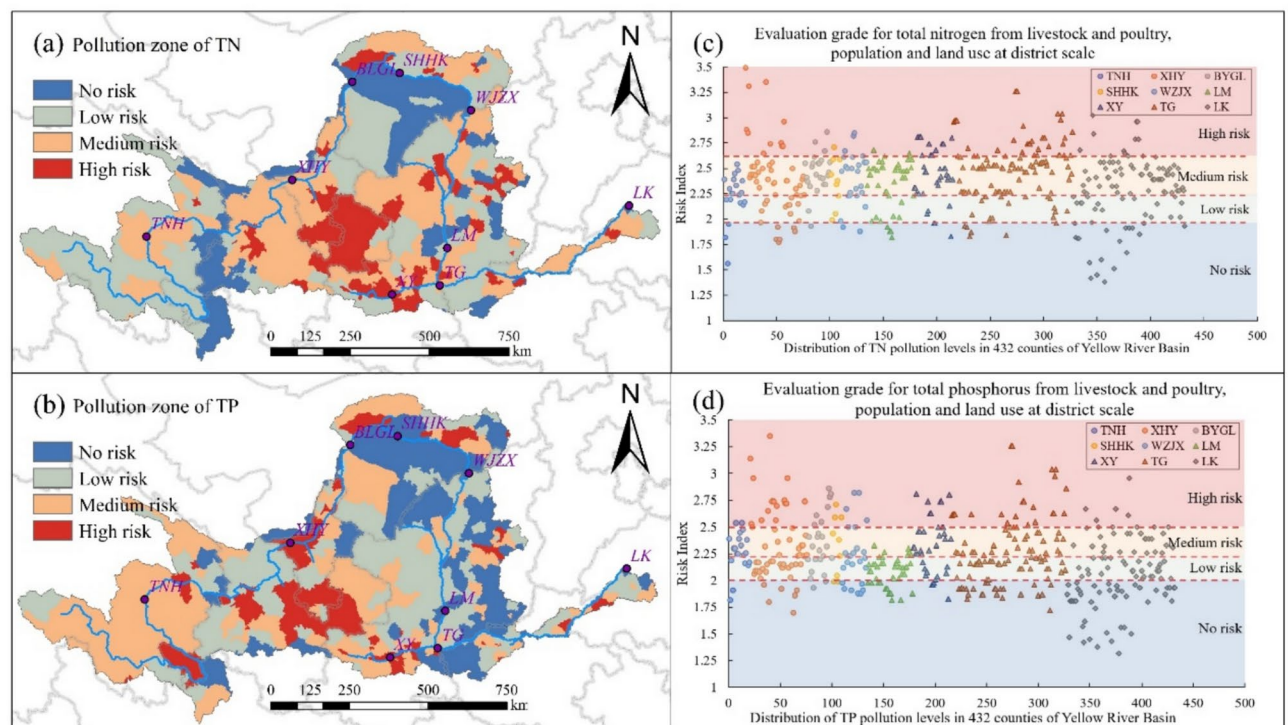 (a) Pollution zone of TN
No risk
Low risk
Medium risk
High risk
N
BLGL
SHHK
WJZX
XHY
LK
TNH
LM
TG
XY
0 125 250 375 500 625 750
km
(c) Evaluation grade for total nitrogen from livestock and poultry,
population and land use at district scale
Risk Index
3.5
3.25
3
2.75
2.5
2.25
2
1.75
1.5
1.25
1
TNH XHY BYGL
SHHK WZJX LM
XY TG LK
High risk
Medium risk
Low risk
No risk
0 50 100 150 200 250 300 350 400 450 500
Distribution of TN pollution levels in 432 counties of Yellow River Basin
(b) Pollution zone of TP
No risk
Low risk
Medium risk
High risk
N
BLGL
SHHK
WJZX
XHY
LK
TNH
LM
TG
XY
0 125 250 380 500 630 750
km
(d) Evaluation grade for total phosphorus from livestock and poultry,
population and land use at district scale
Risk Index
3.5
3.25
3
2.75
2.5
2.25
2
1.75
1.5
1.25
1
TNH XHY BYGL
SHHK WZJX LM
XY TG LK
High risk
Medium risk
Low risk
No risk
0 50 100 150 200 250 300 350 400 450 500
Distribution of TP pollution levels in 432 counties of Yellow River Basin